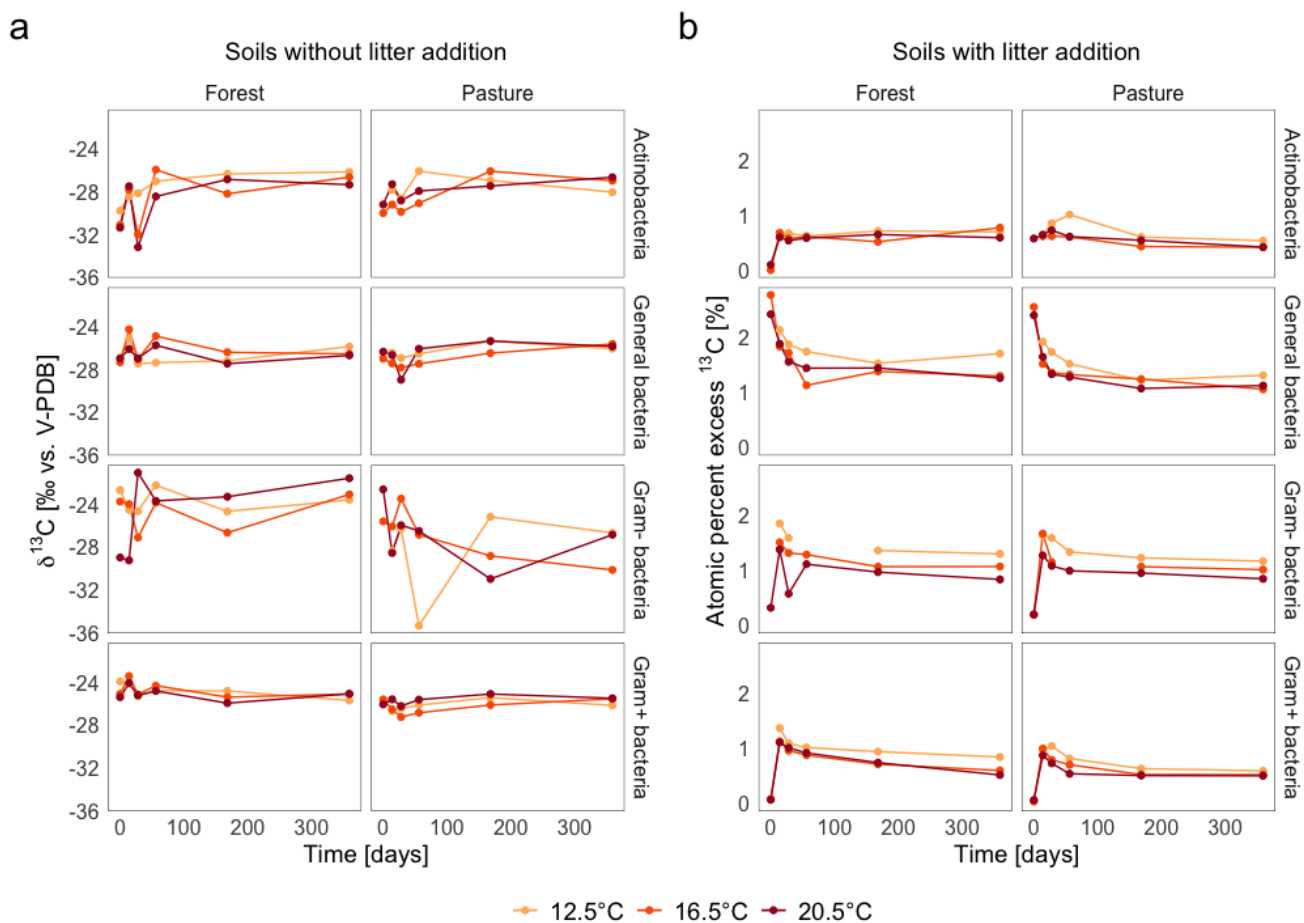 a
Soils without litter addition
Forest
Pasture
δ13C [‰ vs. V-PDB]
-24
-28
-32
-36
Actinobacteria
-24
-28
-32
-36
General bacteria
-24
-28
-32
-36
Gram- bacteria
-24
-28
-32
-36
Gram+ bacteria
0 100 200 300
0 100 200 300
Time [days]
b
Soils with litter addition
Forest
Pasture
Atomic percent excess 13C [%]
2
1
0
Actinobacteria
2
1
0
General bacteria
2
1
0
Gram- bacteria
2
1
0
Gram+ bacteria
0 100 200 300
0 100 200 300
Time [days]
12.5°C 16.5°C 20.5°C